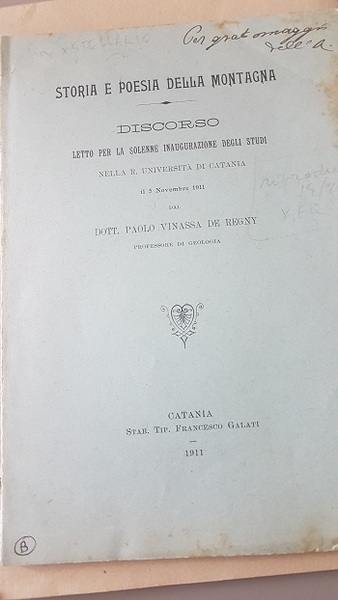 Per grat omaggio
dell'A.
STORIA E POESIA DELLA MONTAGNA
DISCORSO
LETTO PER LA SOLENNE INAUGURAZIONE DEGLI STUDI
NELLA R. UNIVERSITÀ DI CATANIA
il 5 Novembre 1911
DAL
DOTT. PAOLO VINASSA DE REGNY
PROFESSORE DI GEOLOGIA
CATANIA
STAB. TIP. FRANCESCO GALATI
1911
B